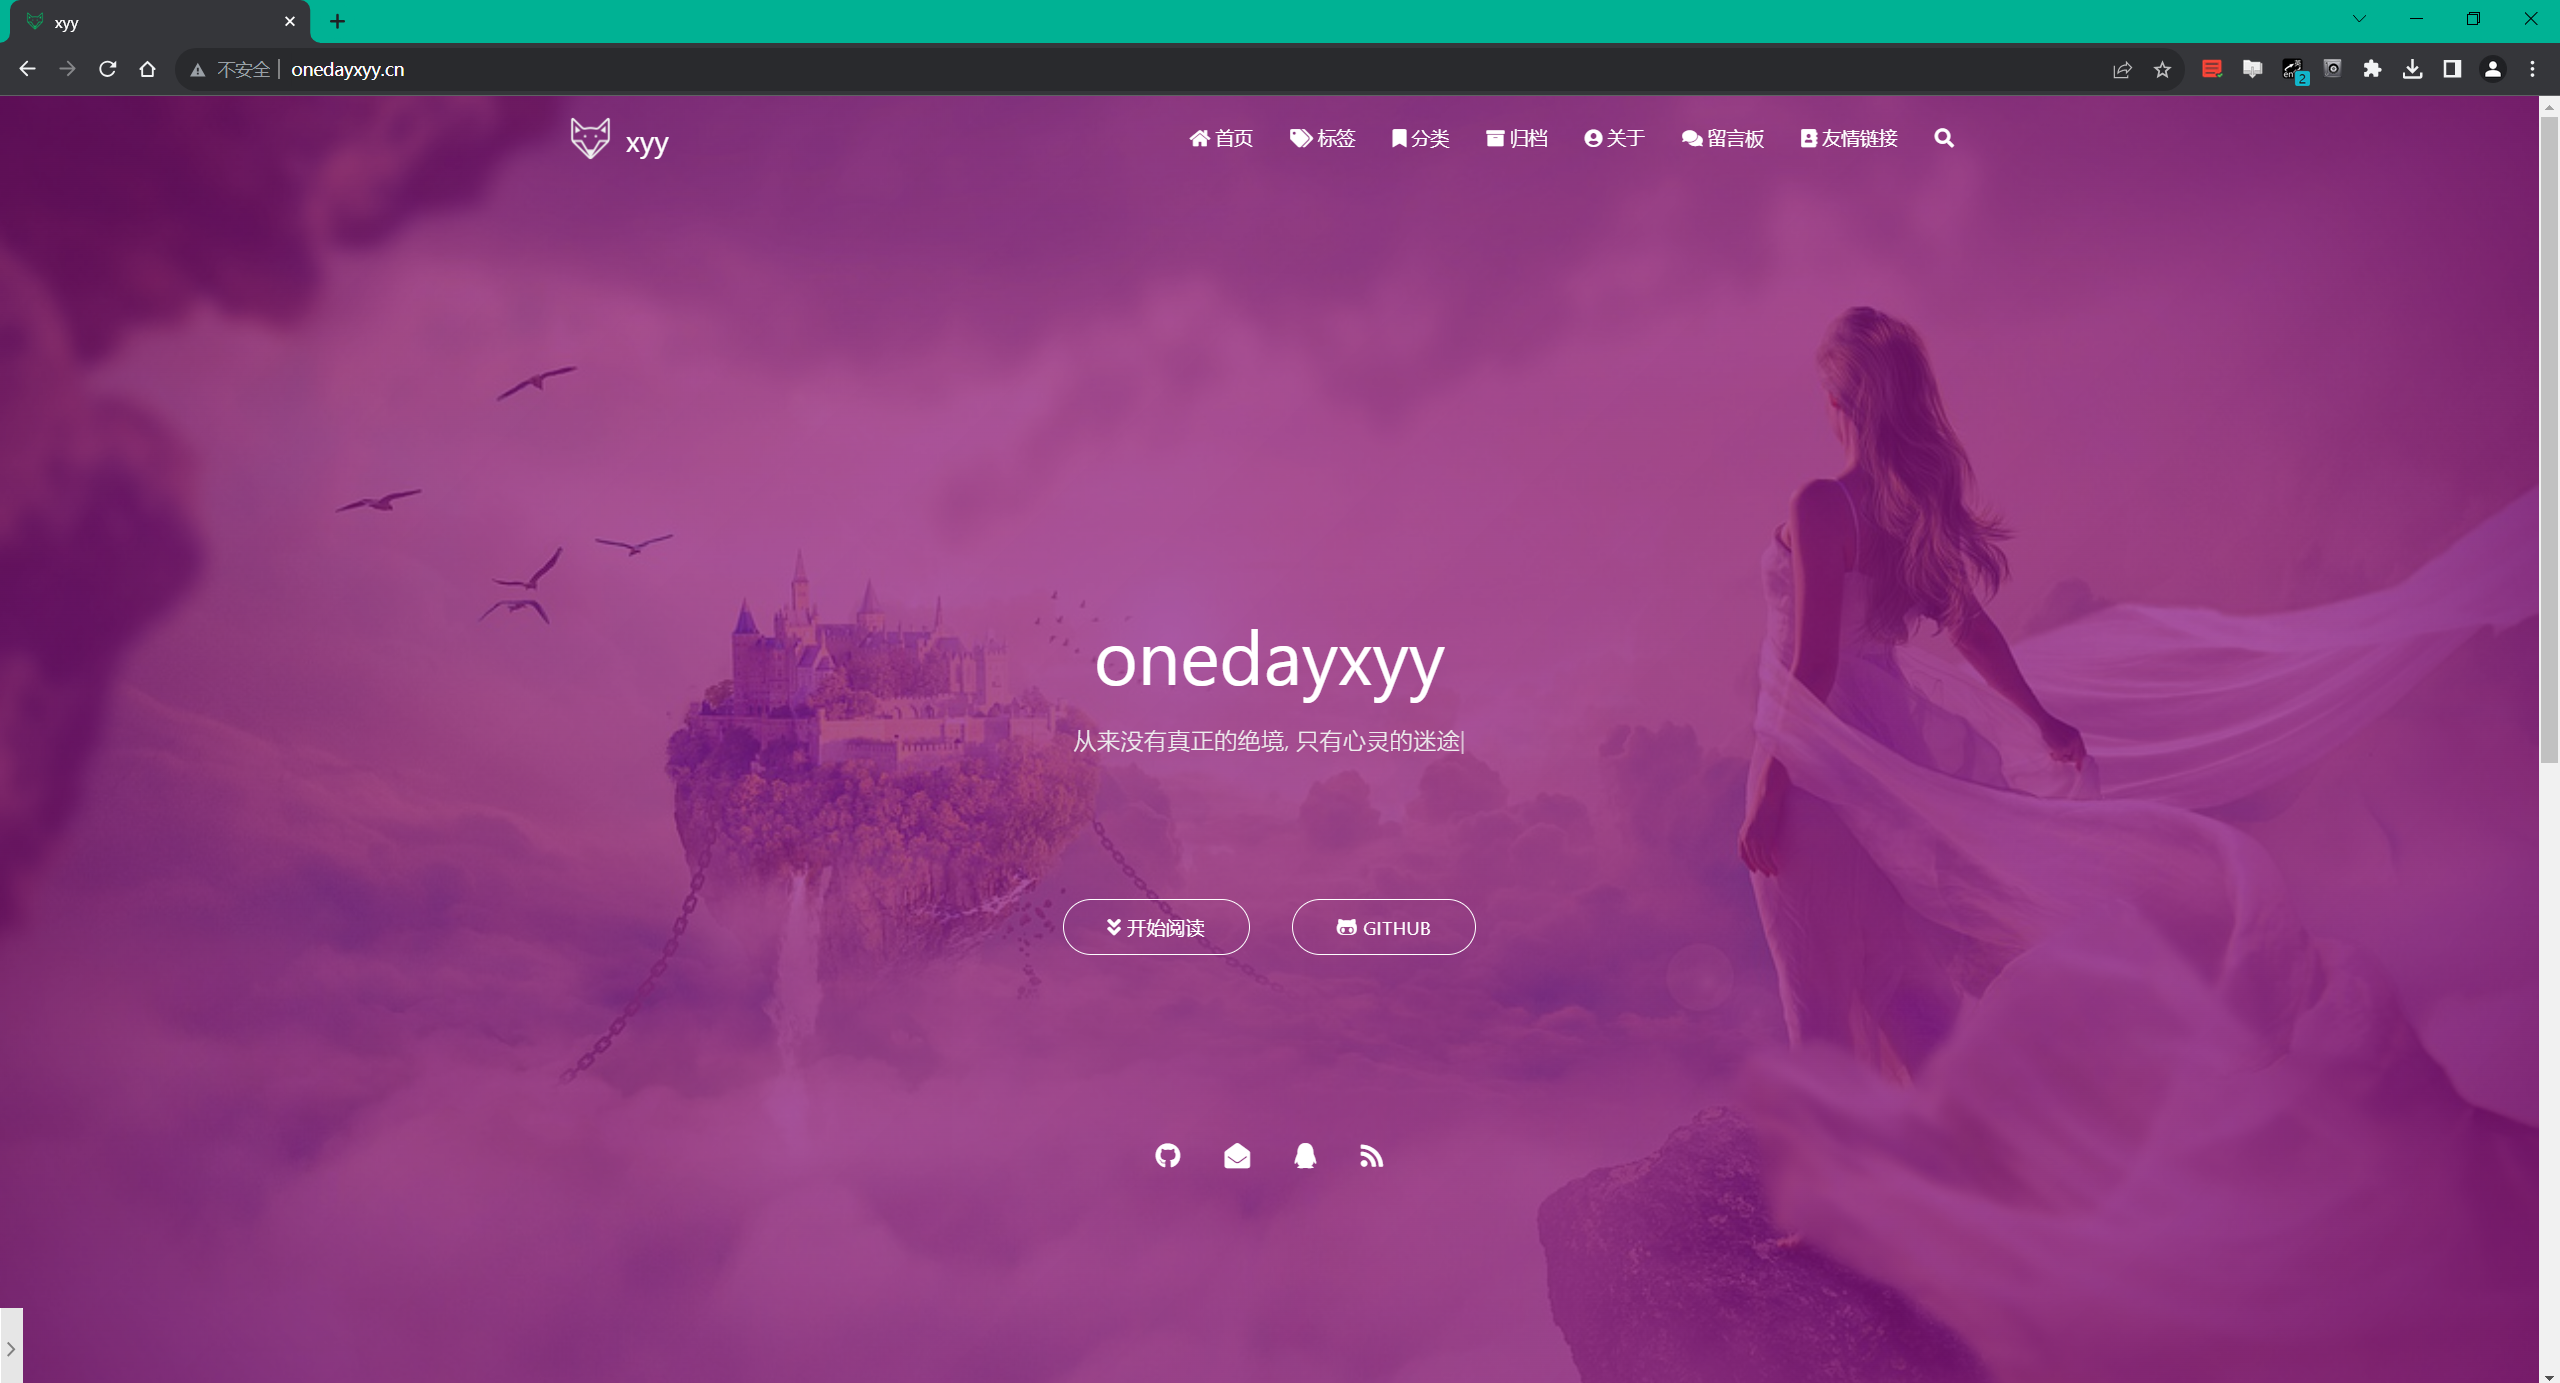 xyy
不安全 onedayxyy.cn
2
xyy
首页 标签 分类 归档 关于 留言板 友情链接
onedayxyy
从来没有真正的绝境, 只有心灵的迷途|
开始阅读 GITHUB